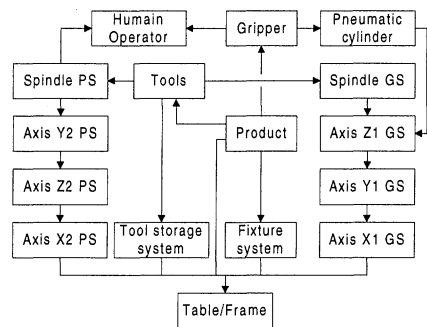 Humain
Operator
Gripper
Pneumatic
cylinder
Spindle PS
Tools
Spindle GS
Axis Y2 PS
Product
Axis Z1 GS
Axis Z2 PS
Axis Y1 GS
Axis X2 PS
Tool storage
system
Fixture
system
Axis X1 GS
Table/Frame